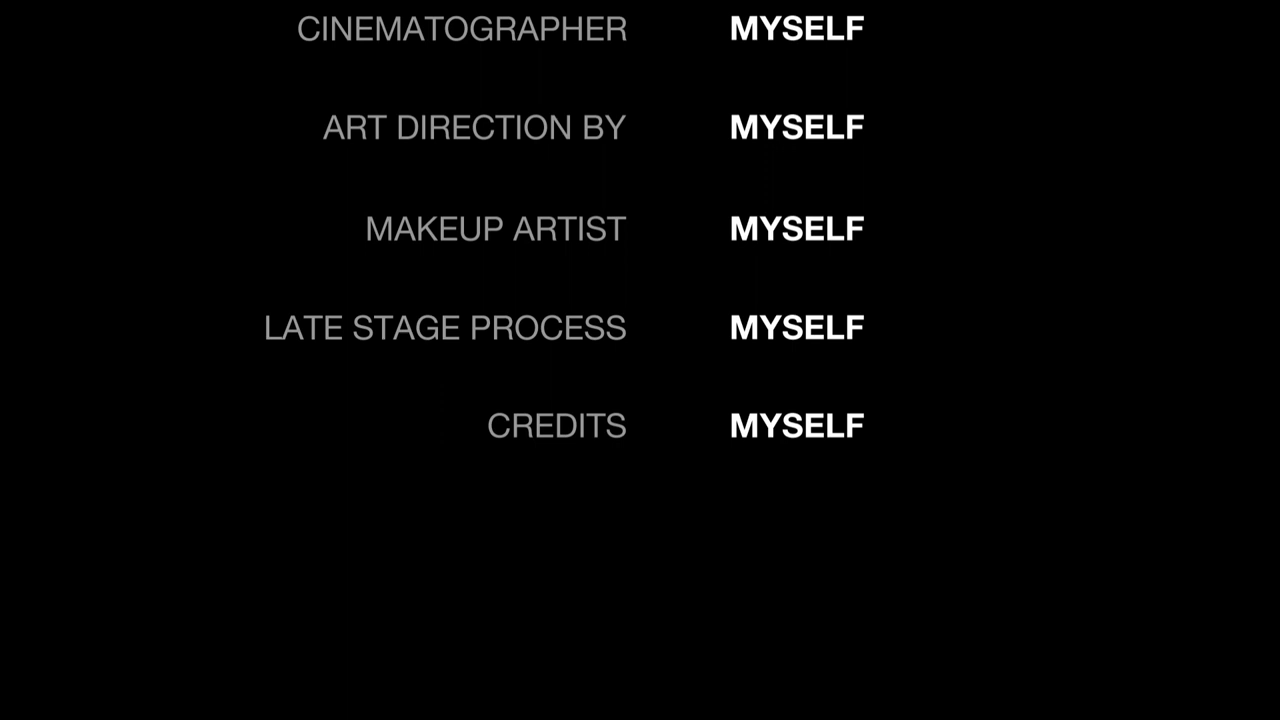 CINEMATOGRAPHER MYSELF
ART DIRECTION BY MYSELF
MAKEUP ARTIST MYSELF
LATE STAGE PROCESS MYSELF
CREDITS MYSELF